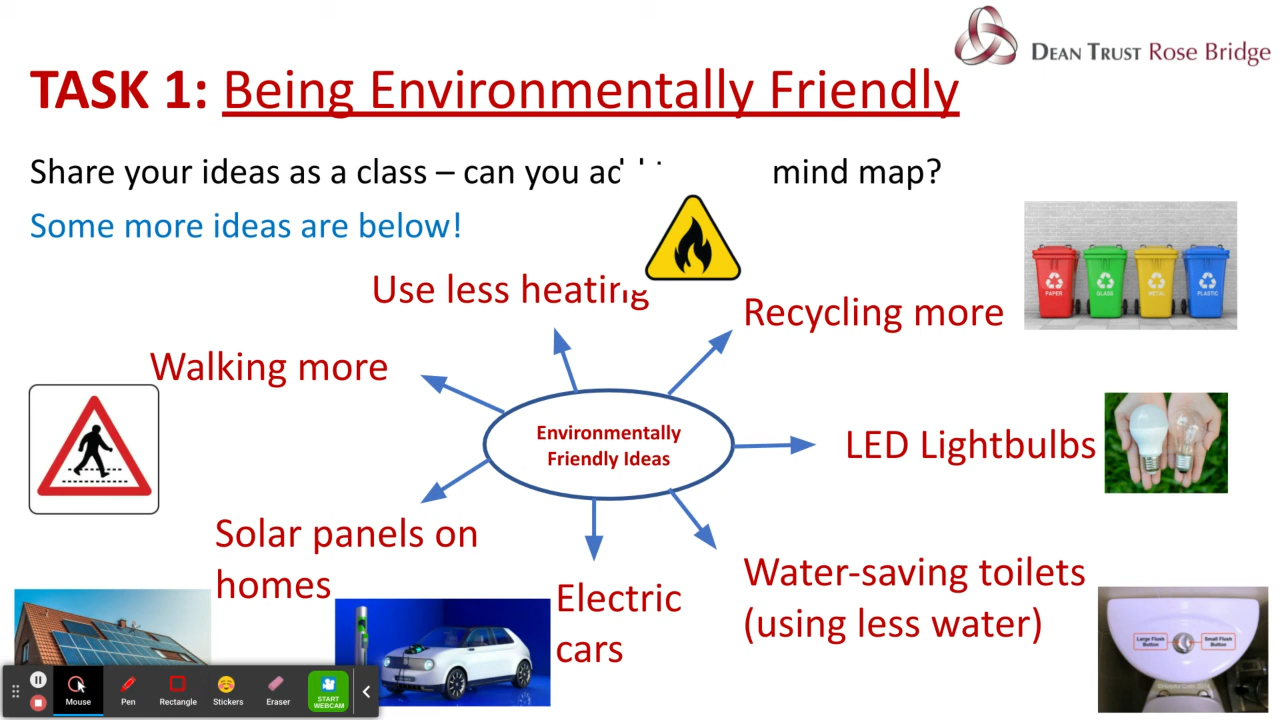 DEAN TRUST Rose Bridge
TASK 1: Being Environmentally Friendly
Share your ideas as a class – can you mind map?
Some more ideas are below!
Use less heating
Recycling more
PAPER
GLASS
METAL
PLASTIC
Walking more
Environmentally
Friendly Ideas
LED Lightbulbs
Solar panels on
homes
Electric
cars
Water-saving toilets
(using less water)
Large Flush
Button
Small Flush
Button
Mouse
Pen
Rectangle
Stickers
Eraser
START
WEBCAM